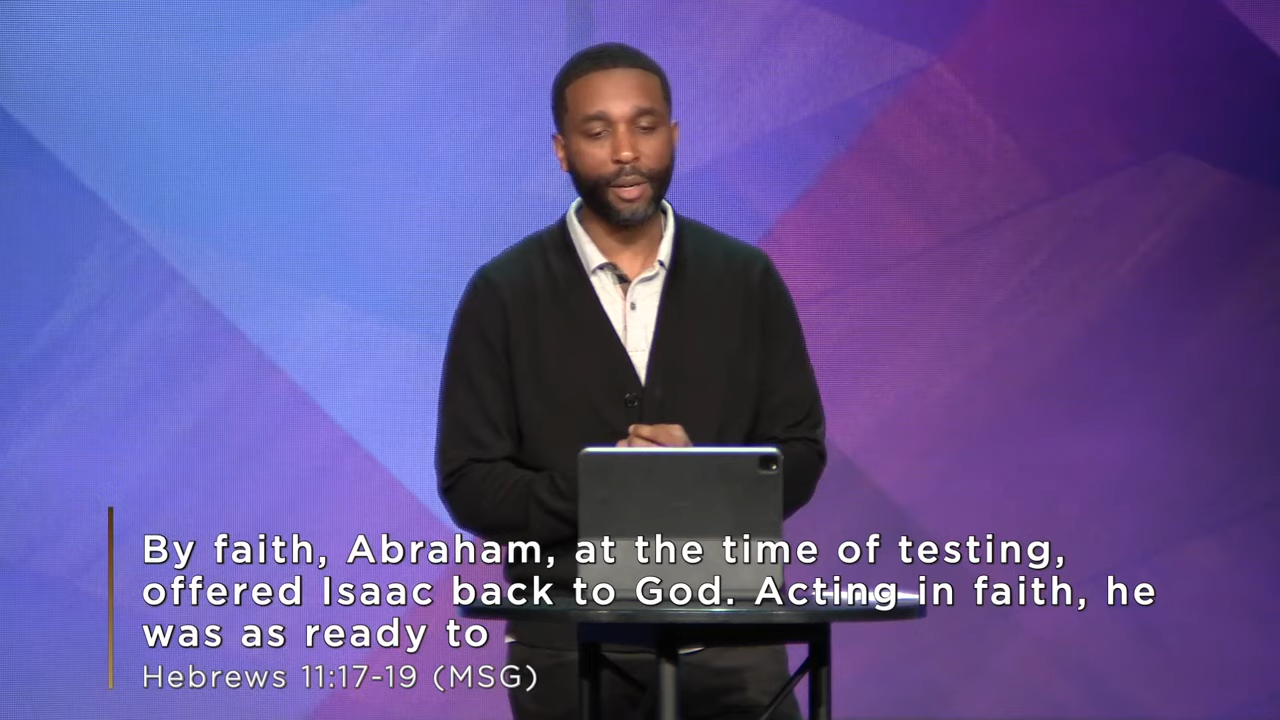 By faith, Abraham, at the time of testing,
offered Isaac back to God. Acting in faith, he
was as ready to
Hebrews 11:17-19 (MSG)